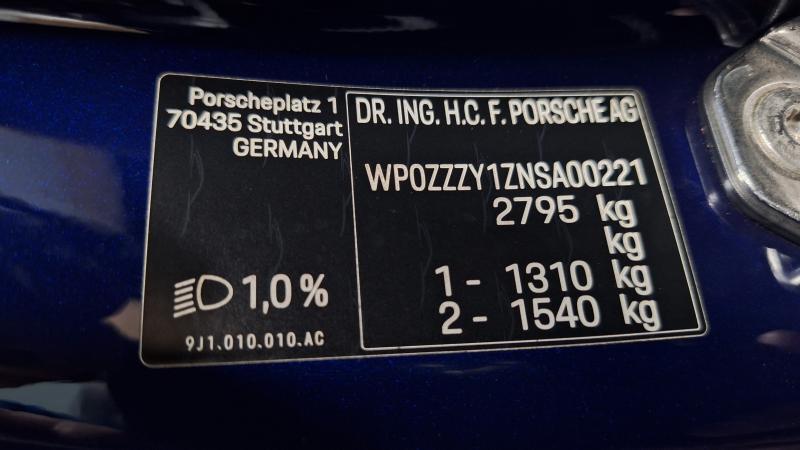 Porscheplatz 1
70435 Stuttgart
GERMANY
1,0 %
9J1.010.010.AC
DR. ING. H.C. F. PORSCHE AG
WP0ZZZY1ZNSA00221
2795 kg
kg
1 - 1310 kg
2 - 1540 kg